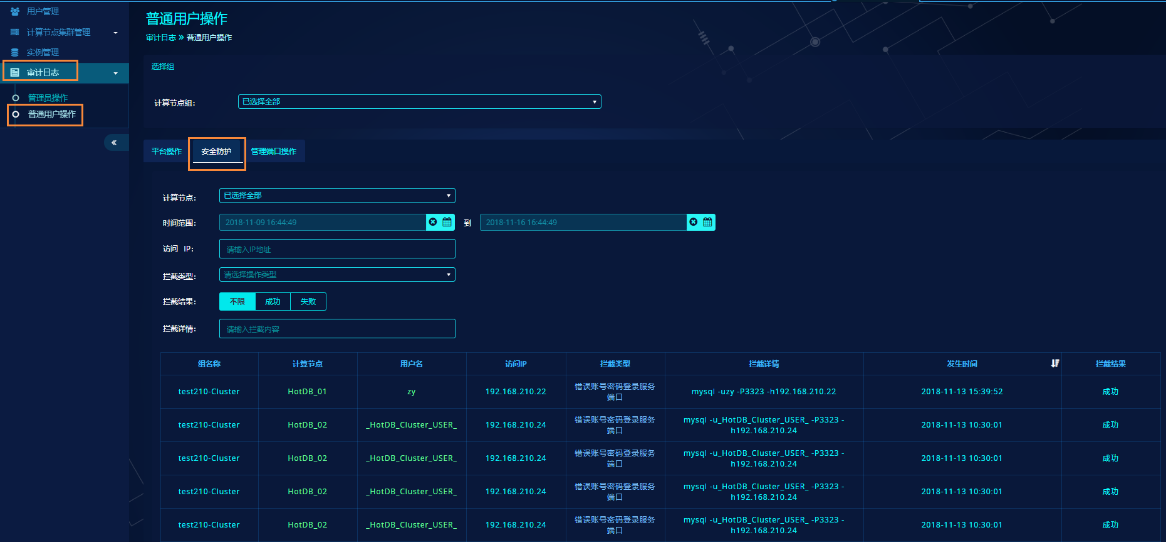 用户管理
计算节点集群管理
实例管理
审计日志
管理员操作
普通用户操作
«
普通用户操作
审计日志 » 普通用户操作
选择组
计算节点组: 已选择全部
平台操作 安全防护 管理端口操作
计算节点: 已选择全部
时间范围: 2018-11-09 16:44:49 到 2018-11-16 16:44:49
访问 IP: 请输入IP地址
拦截类型: 请选择操作类型
拦截结果: 不限 成功 失败
拦截详情: 请输入拦截内容
组名称 计算节点 用户名 访问IP 拦截类型 拦截详情 发生时间 拦截结果
test210-Cluster HotDB_01 zy 192.168.210.22 错误账号密码登录服务端口 mysql -uzy -P3323 -h192.168.210.22 2018-11-13 15:39:52 成功
test210-Cluster HotDB_02 _HotDB_Cluster_USER_ 192.168.210.24 错误账号密码登录服务端口 mysql -u_HotDB_Cluster_USER_ -P3323 -h192.168.210.24 2018-11-13 10:30:01 成功
test210-Cluster HotDB_02 _HotDB_Cluster_USER_ 192.168.210.24 错误账号密码登录服务端口 mysql -u_HotDB_Cluster_USER_ -P3323 -h192.168.210.24 2018-11-13 10:30:01 成功
test210-Cluster HotDB_02 _HotDB_Cluster_USER_ 192.168.210.24 错误账号密码登录服务端口 mysql -u_HotDB_Cluster_USER_ -P3323 -h192.168.210.24 2018-11-13 10:30:01 成功
test210-Cluster HotDB_02 _HotDB_Cluster_USER_ 192.168.210.24 错误账号密码登录服务端口 mysql -u_HotDB_Cluster_USER_ -P3323 -h192.168.210.24 2018-11-13 10:30:01 成功